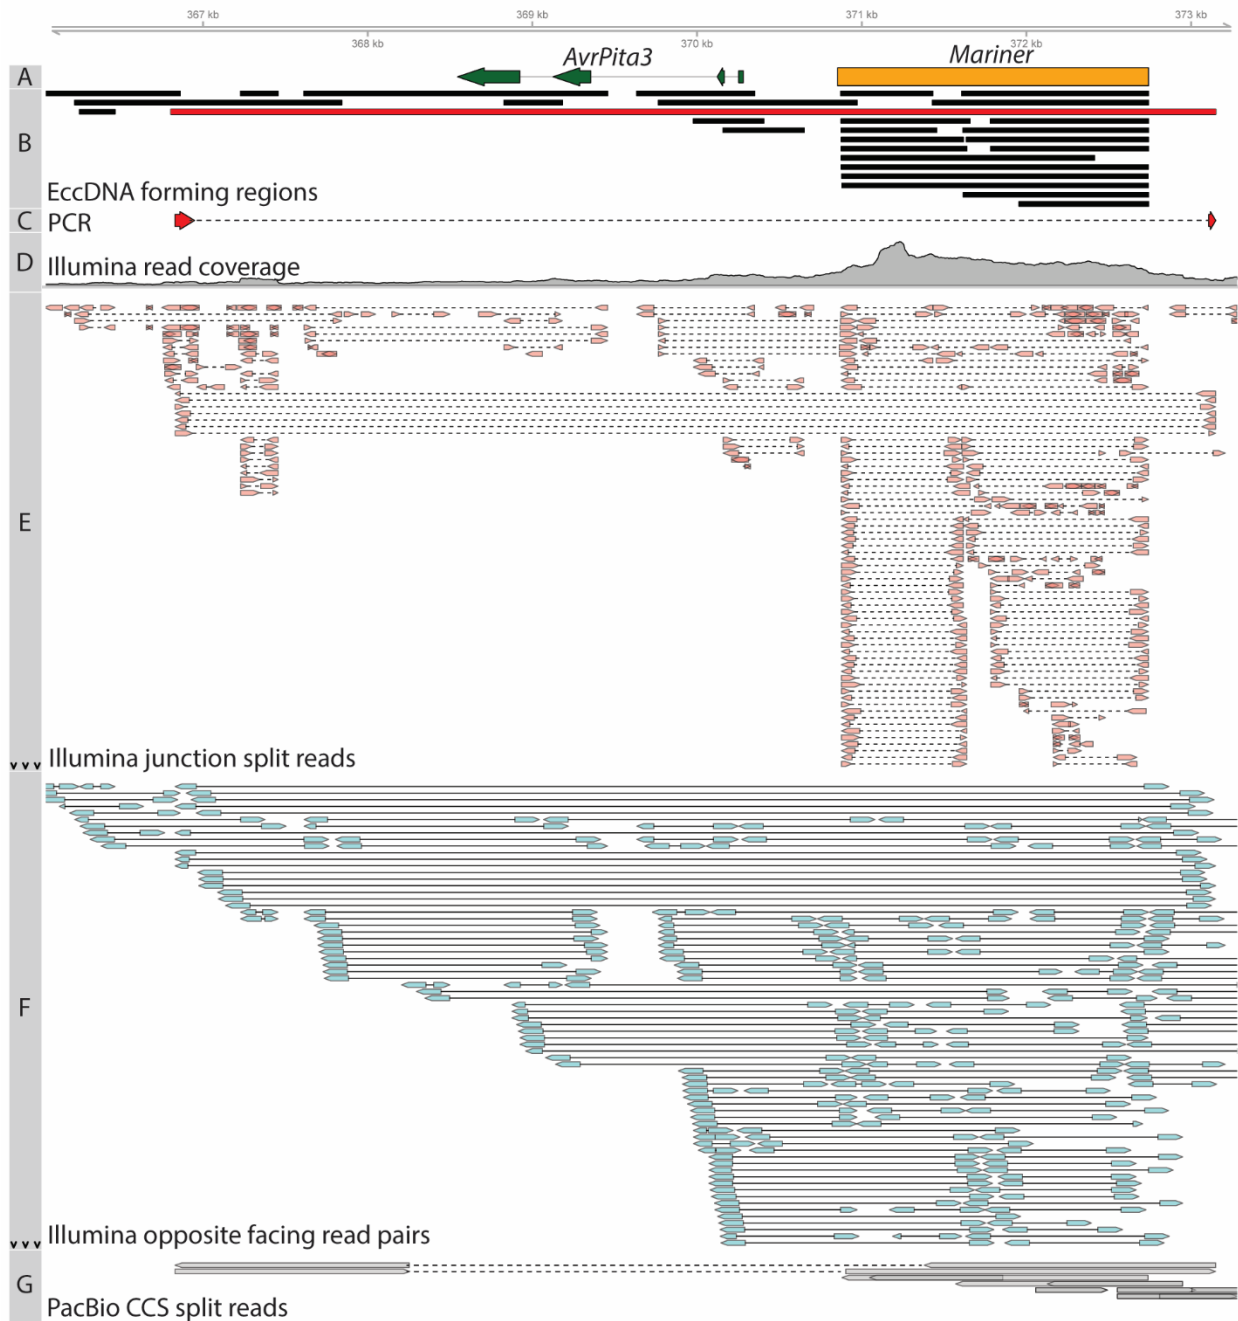 367 kb 369 kb 371 kb 373 kb
368 kb 370 kb 372 kb
AvrPita3 Mariner
A
B
EccDNA forming regions
C PCR
D Illumina read coverage
E
Illumina junction split reads
F
Illumina opposite facing read pairs
G
PacBio CCS split reads